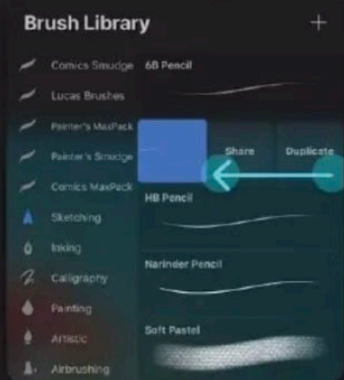 Brush Library
Comics Smudge
Lucas Brushes
Painter's MaxPack
Painter's Smudge
Comics MaxPack
Sketching
Inking
Calligraphy
Painting
Artistic
Airbrushing
6B Pencil
Share
Duplicate
HB Pencil
Narinder Pencil
Soft Pastel